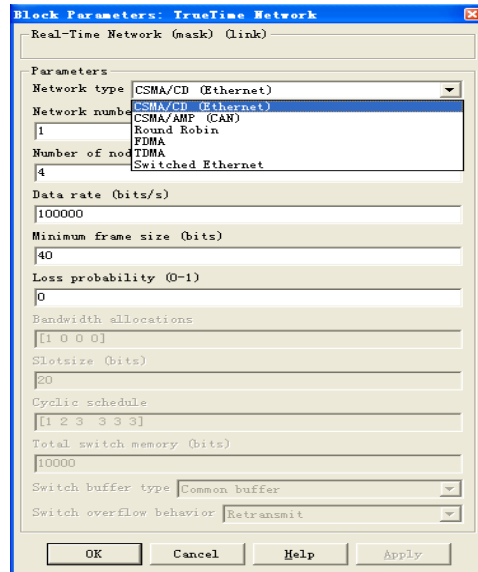 Block Parameters: TrueTime Network
Real-Time Network (mask) (link)
Parameters
Network type CSMA/CD (Ethernet)
CSMA/CD (Ethernet)
CSMA/AMP (CAN)
Round Robin
FDMA
TDMA
Switched Ethernet
Network numbe
1
Number of nod
4
Data rate (bits/s)
100000
Minimum frame size (bits)
40
Loss probability (0-1)
0
Bandwidth allocations
[1 0 0 0]
Slotsize (bits)
20
Cyclic schedule
[1 2 3  3 3 3]
Total switch memory (bits)
10000
Switch buffer type Common buffer
Switch overflow behavior Retransmit
OK Cancel Help Apply